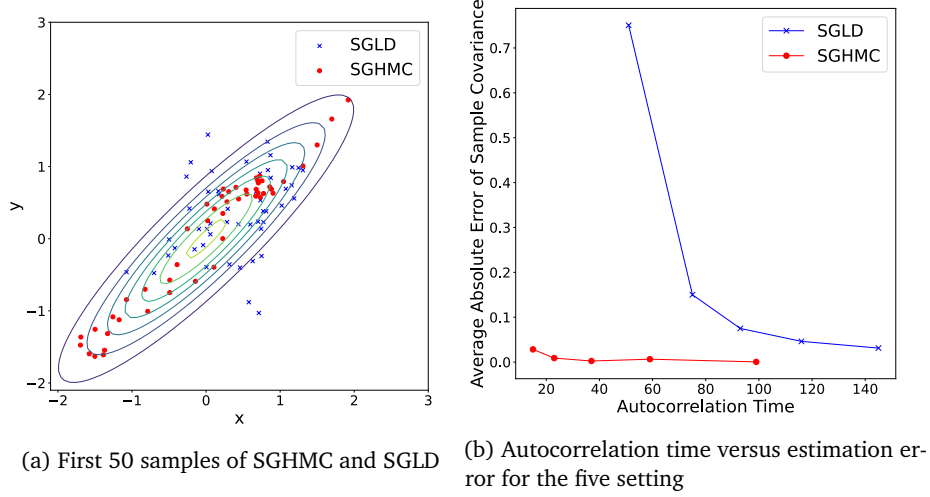 3
2
1
0
−1
−2
y
−2
−1
0
1
2
3
x
SGLD
SGHMC
(a) First 50 samples of SGHMC and SGLD
Average Absolute Error of Sample Covariance
0.7
0.6
0.5
0.4
0.3
0.2
0.1
0.0
20
40
60
80
100
120
140
Autocorrelation Time
SGLD
SGHMC
(b) Autocorrelation time versus estimation er-
ror for the five setting